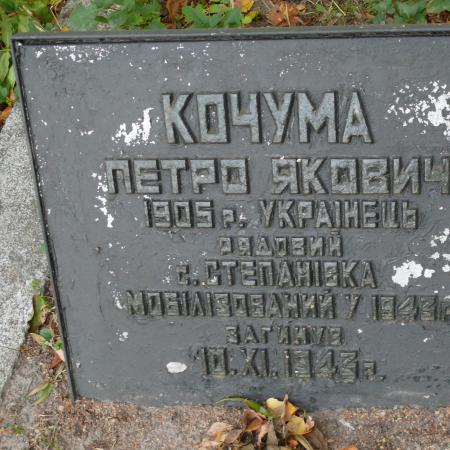 КОЧУМА
ПЕТРО ЯКОВИЧ
1905 р. УКРАЇНЕЦЬ
РЯДОВИЙ
с. СТЕПАНІВКА
МОБІЛІЗОВАНИЙ У 1943 р.
ЗАГИНУВ
10. XI. 1943 г.